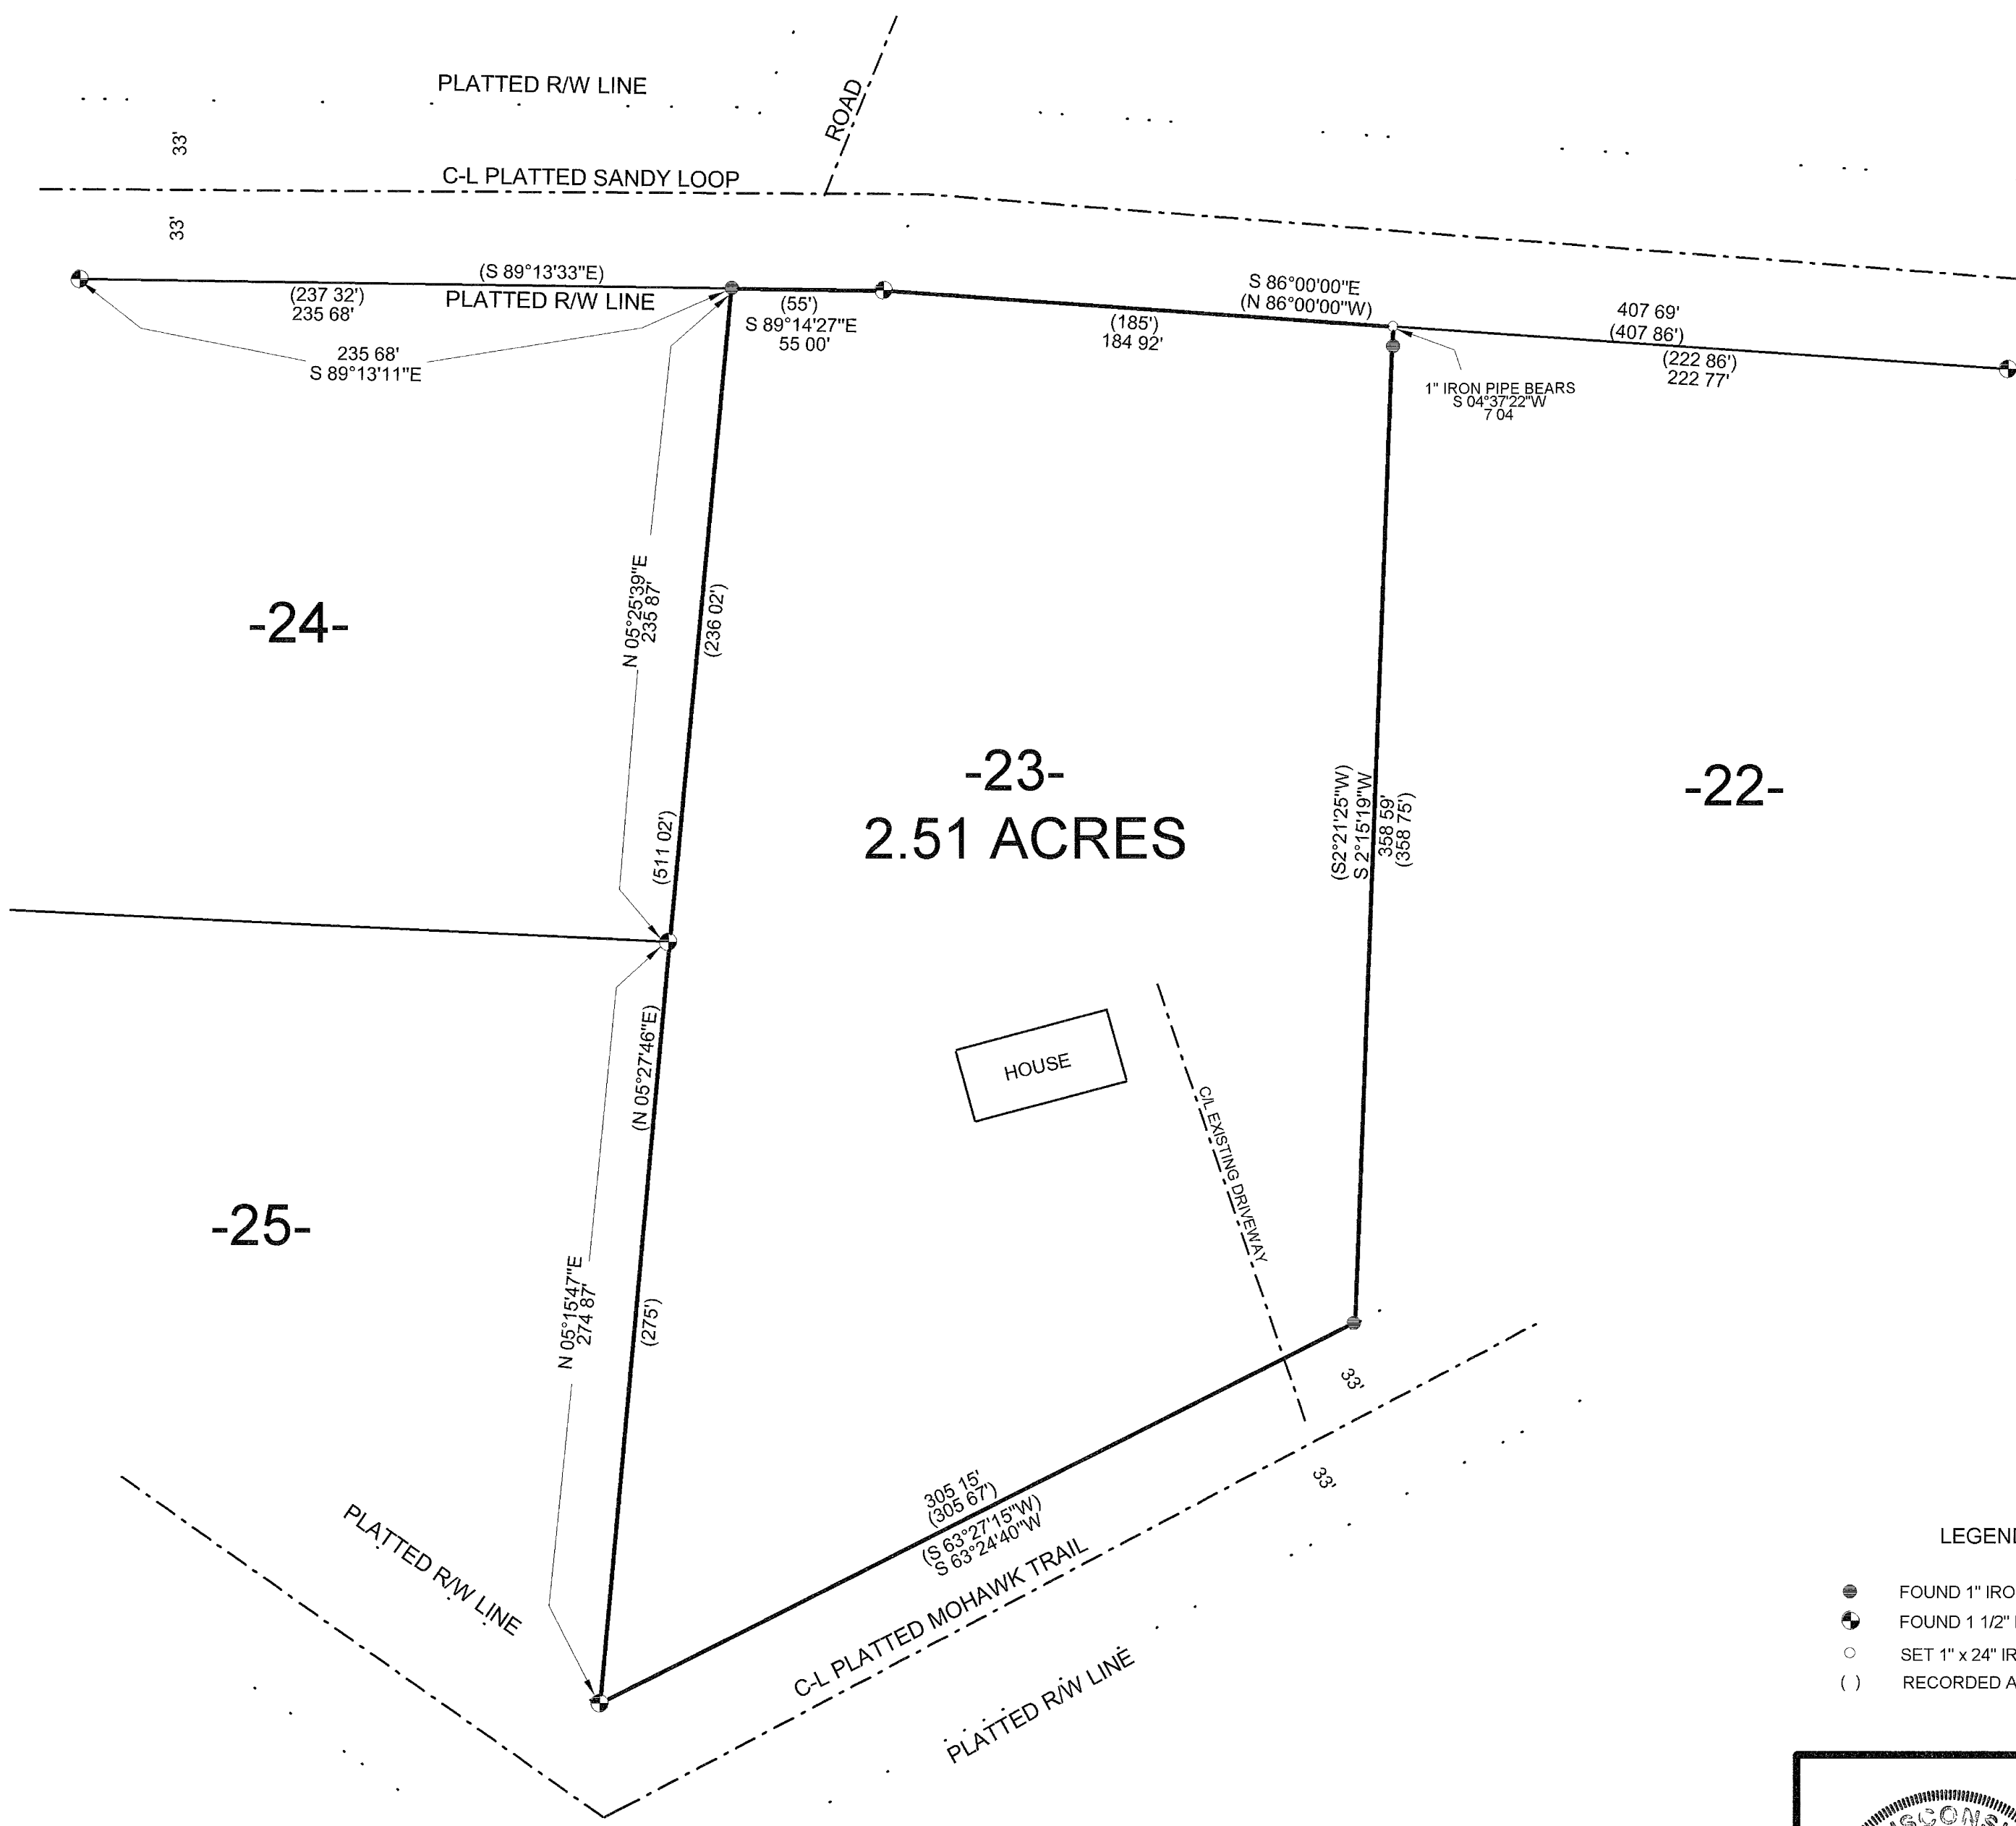 PLATTED R/W LINE
ROAD
33'
C-L PLATTED SANDY LOOP
33'
(S 89°13'33"E)
(237 32')
235 68'
PLATTED R/W LINE
235 68'
S 89°13'11"E
(55')
S 89°14'27"E
55 00'
S 86°00'00"E
(N 86°00'00"W)
(185')
184 92'
407 69'
(407 86')
(222 86')
222 77'
1" IRON PIPE BEARS
S 04°37'22"W
7 04
N 05°25'39"E
235 87'
(236 02')
-24-
-23-
2.51 ACRES
-22-
(511 02')
(S2°21'25"W)
S 2°15'19"W
358 59'
(358 75')
(N 05°27'46"E)
HOUSE
C/L EXISTING DRIVEWAY
-25-
N 05°15'47"E
274 87'
(275')
33'
33'
305 15'
(305 67')
(S 63°27'15"W)
S 63°24'40"W
PLATTED R/W LINE
C-L PLATTED MOHAWK TRAIL
PLATTED R/W LINE
LEGEN
FOUND 1" IRO
FOUND 1 1/2"
SET 1" x 24" IR
( ) RECORDED A
SCONS